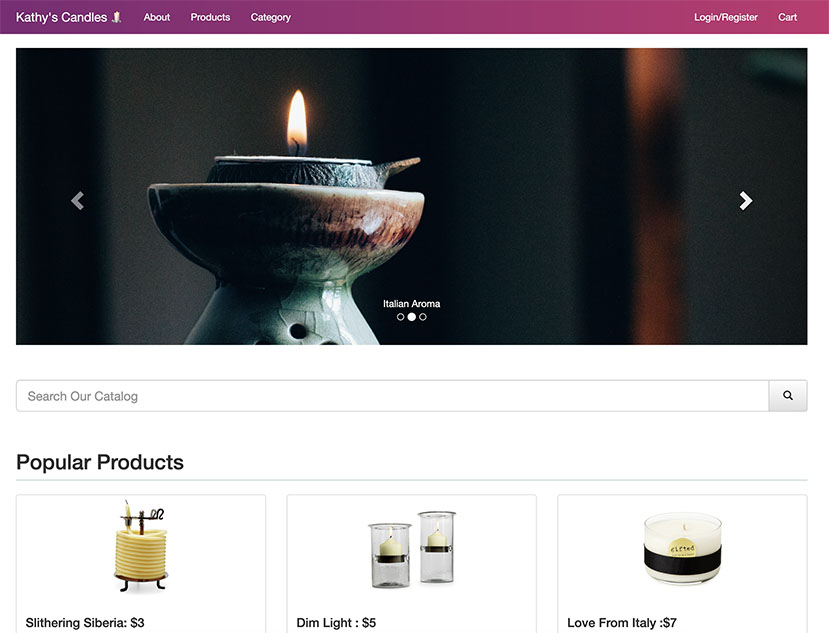 Kathy's Candles About Products Category Login/Register Cart
Italian Aroma
Search Our Catalog
Popular Products
gifted
Slithering Siberia: $3 Dim Light : $5 Love From Italy :$7